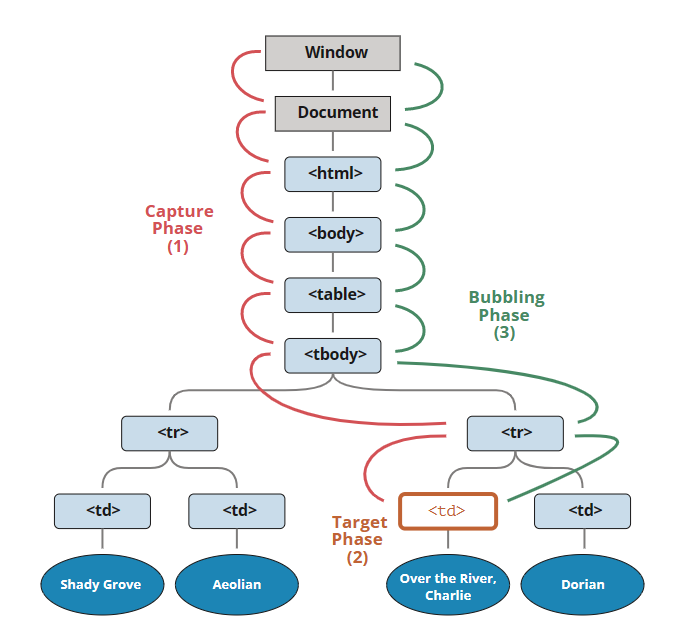 Window
Document
<html>
Capture
Phase
(1)
<body>
<table>
Bubbling
Phase
(3)
<tbody>
<tr>
<tr>
<td>
<td>
<td>
<td>
Target
Phase
(2)
Shady Grove
Aeolian
Over the River,
Charlie
Dorian